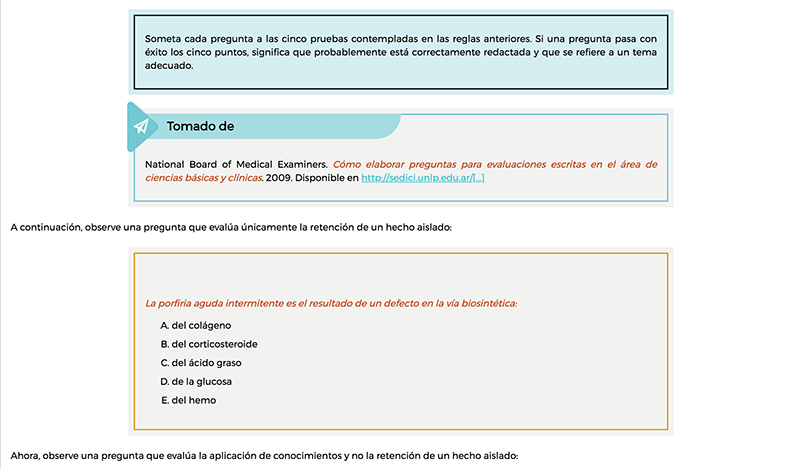 Someta cada pregunta a las cinco pruebas contempladas en las reglas anteriores. Si una pregunta pasa con
éxito los cinco puntos, significa que probablemente está correctamente redactada y que se refiere a un tema
adecuado.
Tomado de
National Board of Medical Examiners. Cómo elaborar preguntas para evaluaciones escritas en el área de
ciencias básicas y clínicas. 2009. Disponible en http://sedici.unlp.edu.ar/[...]
A continuación, observe una pregunta que evalúa únicamente la retención de un hecho aislado:
La porfiria aguda intermitente es el resultado de un defecto en la vía biosintética:
A. del colágeno
B. del corticosteroide
C. del ácido graso
D. de la glucosa
E. del hemo
Ahora, observe una pregunta que evalúa la aplicación de conocimientos y no la retención de un hecho aislado: